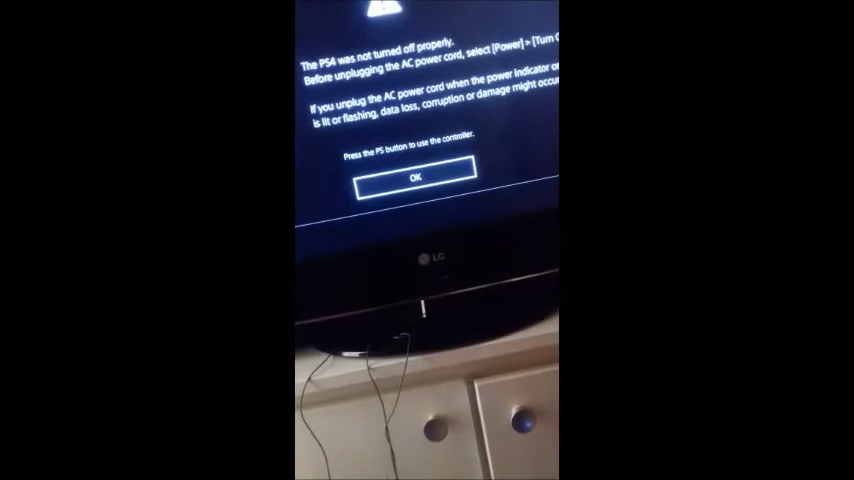 The PS4 was not turned off properly.
Before unplugging the AC power cord, select [Power] > [Turn
If you unplug the AC power cord when the power indicator
is lit or flashing, data loss, corruption or damage might occur
Press the PS button to use the controller.
OK
LG